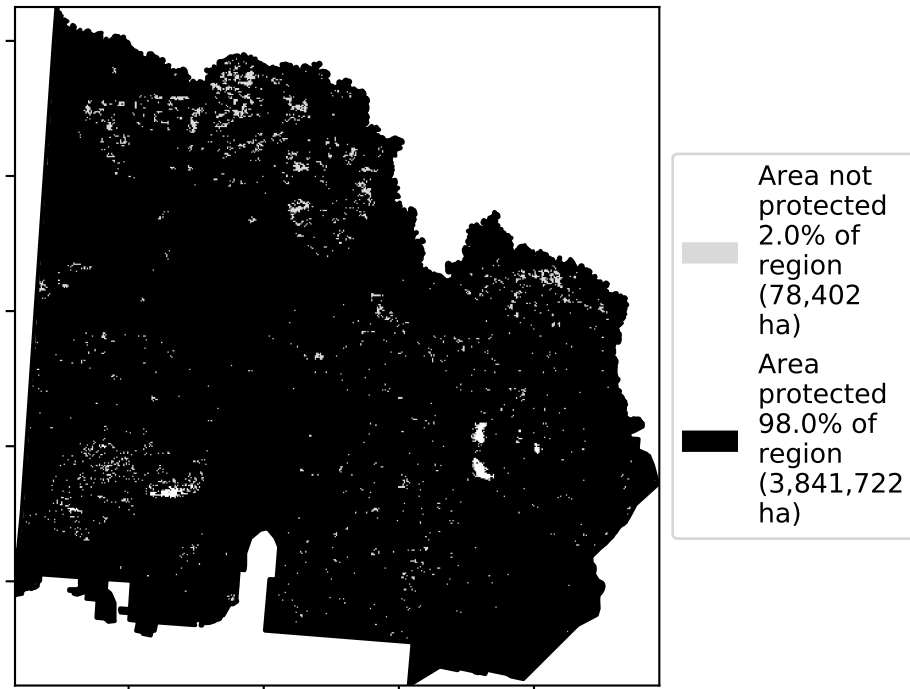 Area not
protected
2.0% of
region
(78,402
ha)
Area
protected
98.0% of
region
(3,841,722
ha)